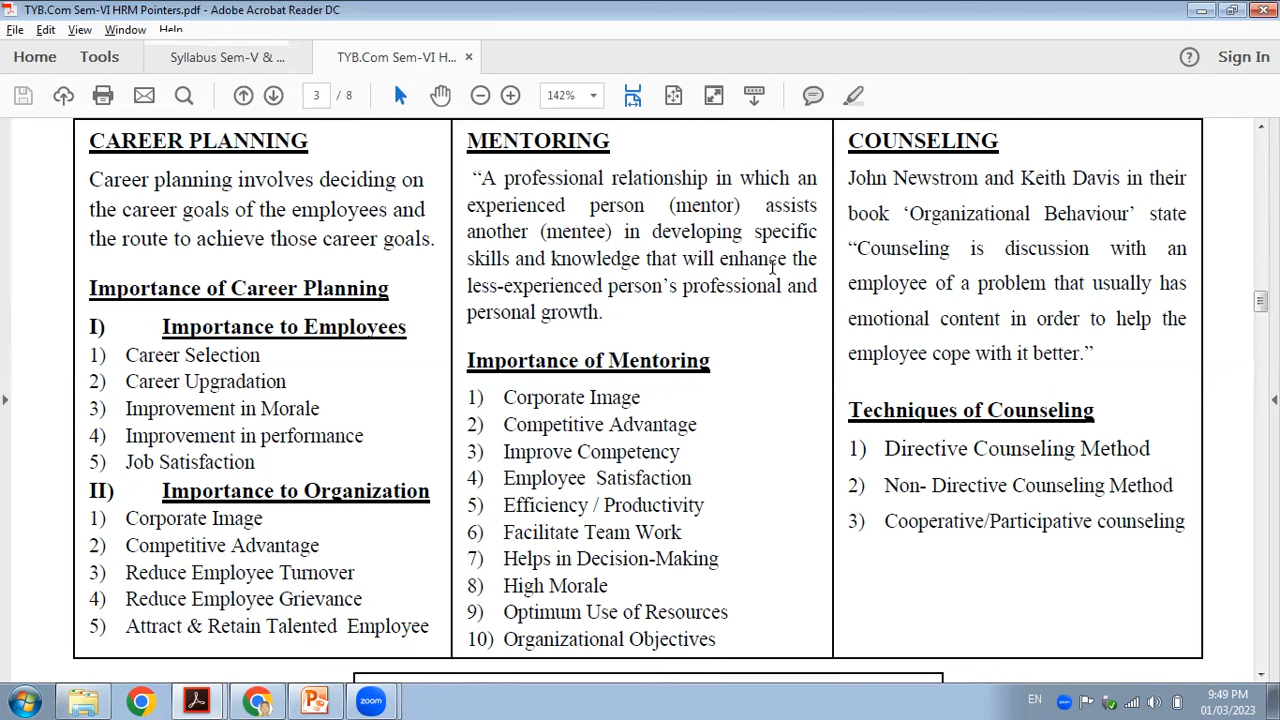 TYB.Com Sem-VI HRM Pointers.pdf - Adobe Acrobat Reader DC
File Edit View Window Help
Home Tools Syllabus Sem-V & ... TYB.Com Sem-VI H... × Sign In
3 / 8 142%
CAREER PLANNING
Career planning involves deciding on
the career goals of the employees and
the route to achieve those career goals.
Importance of Career Planning
I) Importance to Employees
1) Career Selection
2) Career Upgradation
3) Improvement in Morale
4) Improvement in performance
5) Job Satisfaction
II) Importance to Organization
1) Corporate Image
2) Competitive Advantage
3) Reduce Employee Turnover
4) Reduce Employee Grievance
5) Attract & Retain Talented Employee
MENTORING
“A professional relationship in which an
experienced person (mentor) assists
another (mentee) in developing specific
skills and knowledge that will enhance the
less-experienced person’s professional and
personal growth.
Importance of Mentoring
1) Corporate Image
2) Competitive Advantage
3) Improve Competency
4) Employee Satisfaction
5) Efficiency / Productivity
6) Facilitate Team Work
7) Helps in Decision-Making
8) High Morale
9) Optimum Use of Resources
10) Organizational Objectives
COUNSELING
John Newstrom and Keith Davis in their
book ‘Organizational Behaviour’ state
“Counseling is discussion with an
employee of a problem that usually has
emotional content in order to help the
employee cope with it better.”
Techniques of Counseling
1) Directive Counseling Method
2) Non- Directive Counseling Method
3) Cooperative/Participative counseling
zoom
EN
9:49 PM
01/03/2023